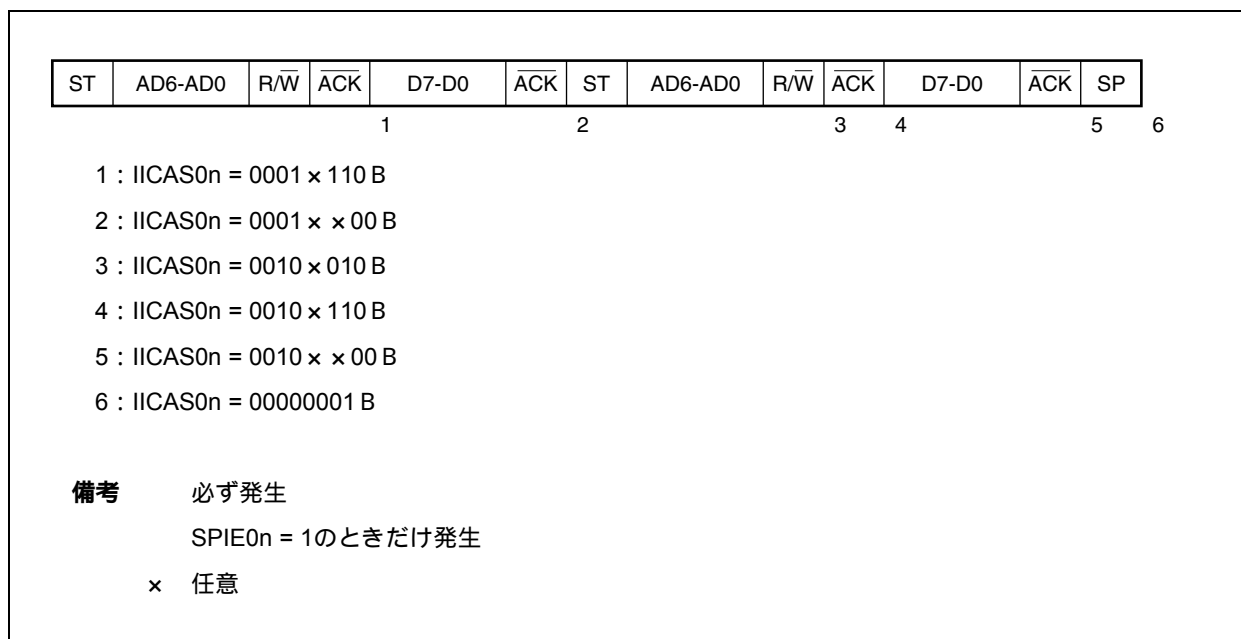 ST AD6-AD0 R/W ACK D7-D0 ACK ST AD6-AD0 R/W ACK D7-D0 ACK SP
1 2 3 4 5 6
1 : IICAS0n = 0001×110 B
2 : IICAS0n = 0001××00 B
3 : IICAS0n = 0010×010 B
4 : IICAS0n = 0010×110 B
5 : IICAS0n = 0010××00 B
6 : IICAS0n = 00000001 B
備考 必ず発生
SPIE0n = 1のときだけ発生
× 任意